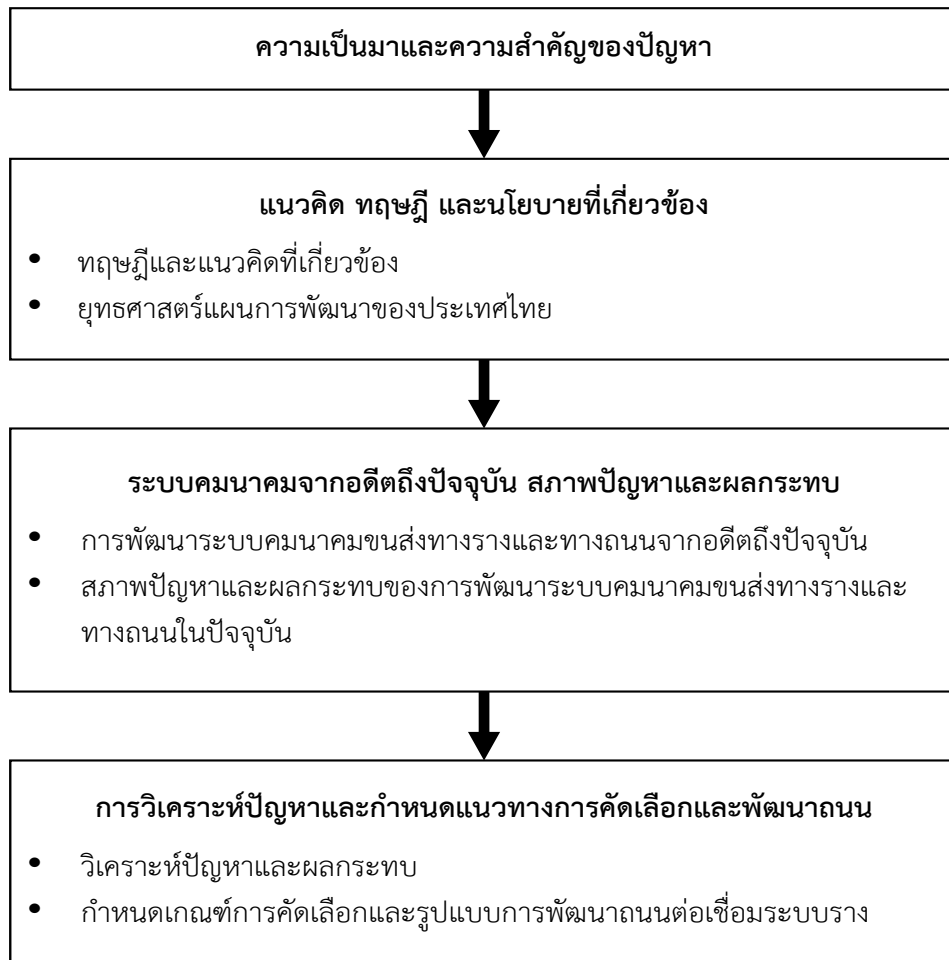 ความเป็นมาและความสำคัญของปัญหา
แนวคิด ทฤษฎี และนโยบายที่เกี่ยวข้อง
• ทฤษฎีและแนวคิดที่เกี่ยวข้อง
• ยุทธศาสตร์แผนการพัฒนาของประเทศไทย
ระบบคมนาคมจากอดีตถึงปัจจุบัน สภาพปัญหาและผลกระทบ
• การพัฒนาระบบคมนาคมขนส่งทางรางและทางถนนจากอดีตถึงปัจจุบัน
• สภาพปัญหาและผลกระทบของการพัฒนาระบบคมนาคมขนส่งทางรางและ
ทางถนนในปัจจุบัน
การวิเคราะห์ปัญหาและกำหนดแนวทางการคัดเลือกและพัฒนาถนน
• วิเคราะห์ปัญหาและผลกระทบ
• กำหนดเกณฑ์การคัดเลือกและรูปแบบการพัฒนาถนนต่อเชื่อมระบบราง